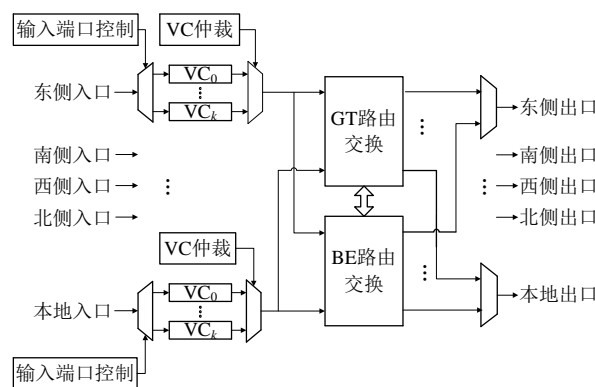 输入端口控制
VC仲裁
东侧入口
VC0
VCk
GT路由
交换
东侧出口
南侧入口
南侧出口
西侧入口
西侧出口
北侧入口
北侧出口
VC仲裁
BE路由
交换
本地入口
VC0
VCk
本地出口
输入端口控制